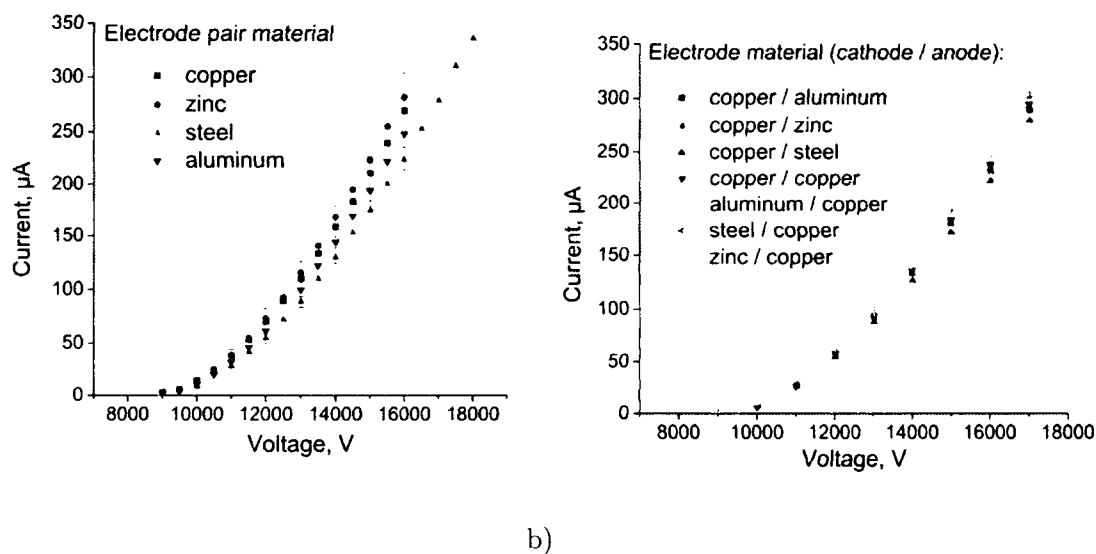 Electrode pair material
copper
zinc
steel
aluminum
Current, µA
350
300
250
200
150
100
50
0
8000 10000 12000 14000 16000 18000
Voltage, V
Electrode material (cathode / anode):
copper / aluminum
copper / zinc
copper / steel
copper / copper
aluminum / copper
steel / copper
zinc / copper
Current, µA
350
300
250
200
150
100
50
0
8000 10000 12000 14000 16000 18000
Voltage, V
b)